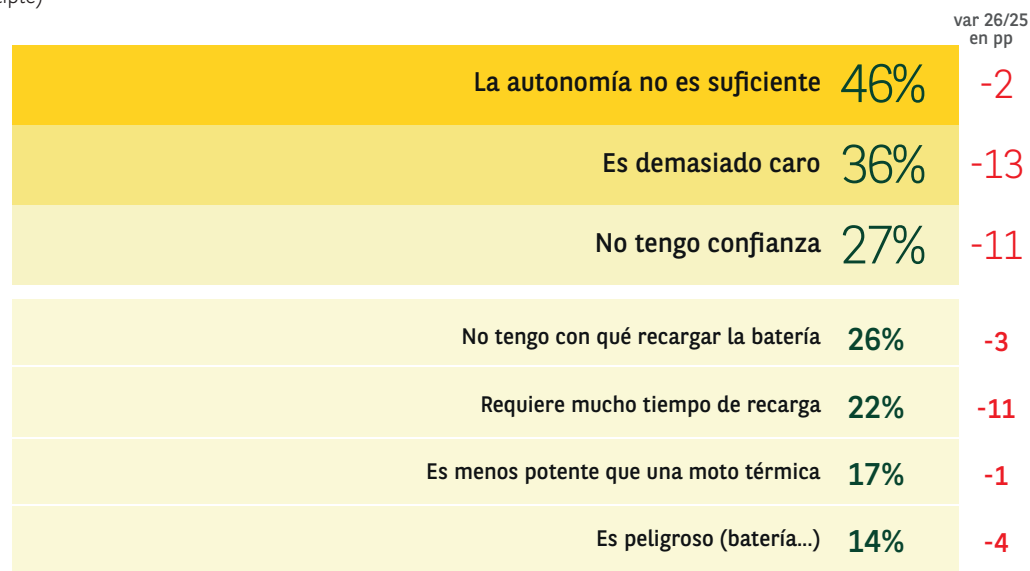 var 26/25
en pp
La autonomía no es suficiente 46% -2
Es demasiado caro 36% -13
No tengo confianza 27% -11
No tengo con qué recargar la batería 26% -3
Requiere mucho tiempo de recarga 22% -11
Es menos potente que una moto térmica 17% -1
Es peligroso (batería...) 14% -4